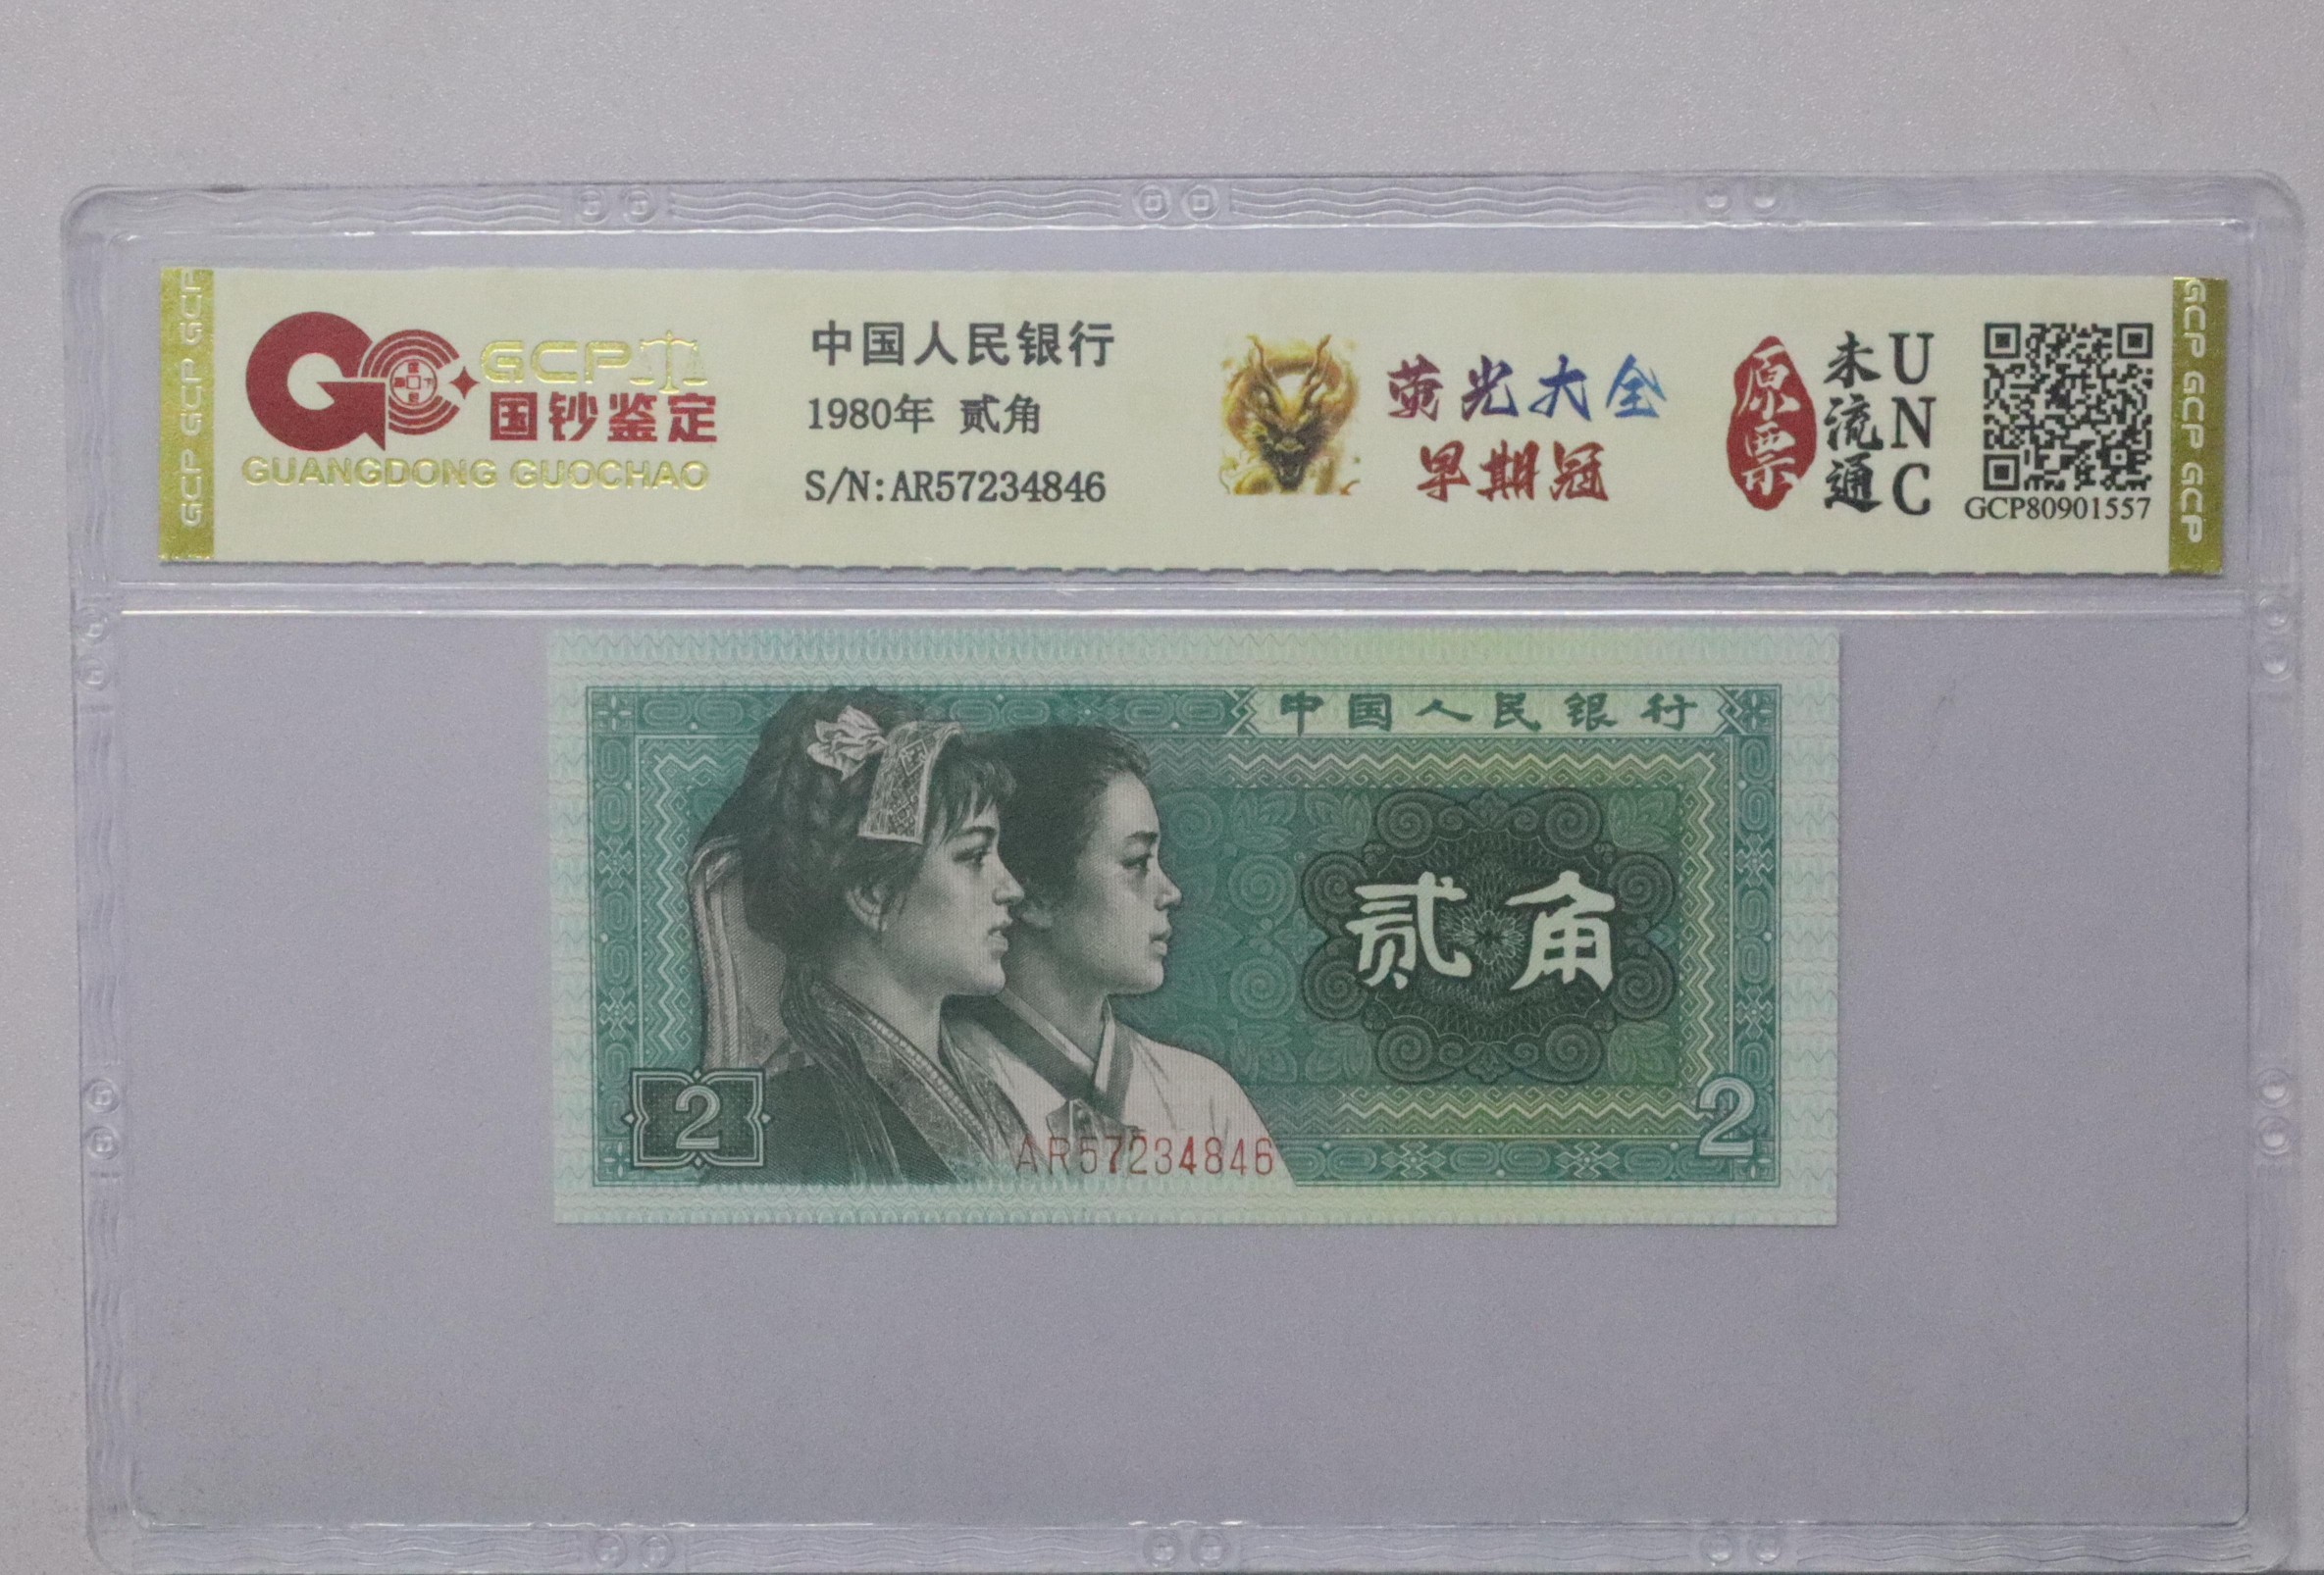 GCP GCP GCP
GCP
国钞鉴定
GUANGDONG GUOCHAO
中国人民银行
1980年 贰角
S/N:AR57234846
荧光大全
早期冠
原票
未流通
UNC
GCP80901557
GCP GCP GCP
中国人民银行
贰角
2
2
AR57234846